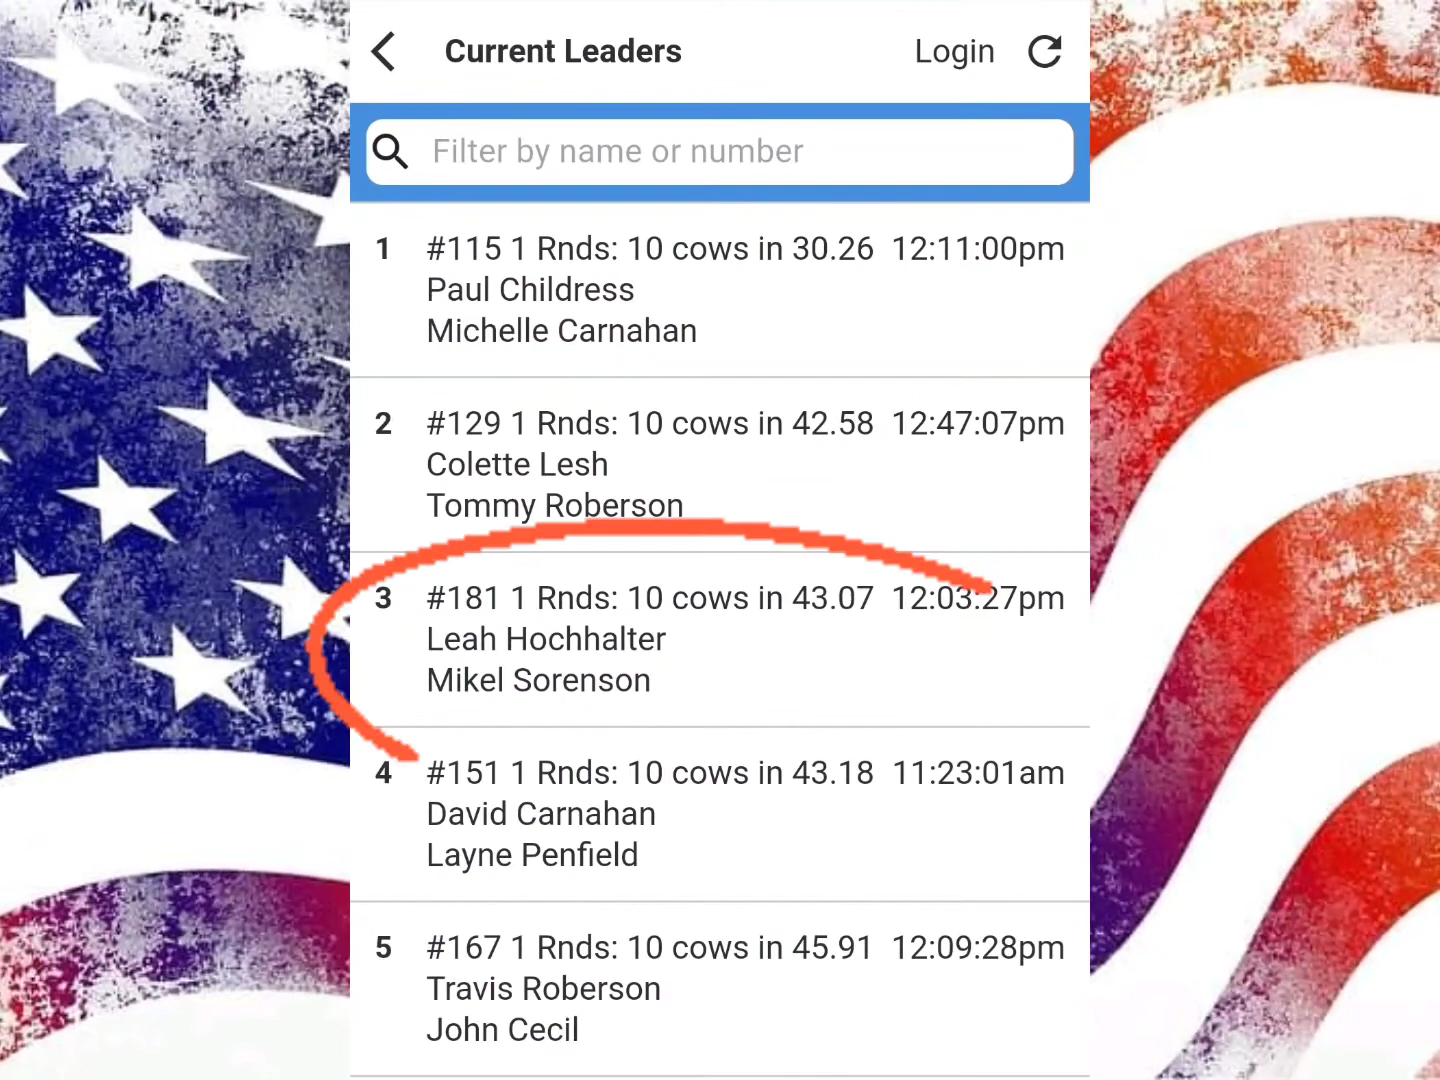 Current Leaders Login
Filter by name or number
1 #115 1 Rnds: 10 cows in 30.26 12:11:00pm
Paul Childress
Michelle Carnahan
2 #129 1 Rnds: 10 cows in 42.58 12:47:07pm
Colette Lesh
Tommy Roberson
3 #181 1 Rnds: 10 cows in 43.07 12:03:27pm
Leah Hochhalter
Mikel Sorenson
4 #151 1 Rnds: 10 cows in 43.18 11:23:01am
David Carnahan
Layne Penfield
5 #167 1 Rnds: 10 cows in 45.91 12:09:28pm
Travis Roberson
John Cecil